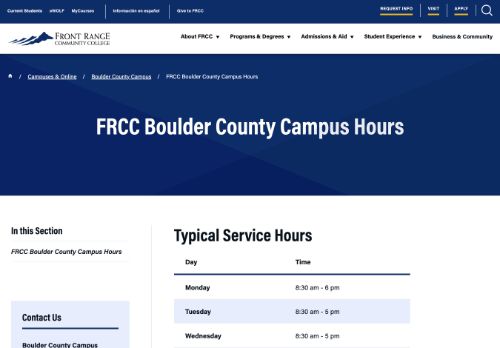 Current Students eWOLF MyCourses Información en español Give to FRCC REQUEST INFO VISIT APPLY
FRONT RANGE
COMMUNITY COLLEGE
About FRCC ▼ Programs & Degrees ▼ Admissions & Aid ▼ Student Experience ▼ Business & Community
/ Campuses & Online / Boulder County Campus / FRCC Boulder County Campus Hours
FRCC Boulder County Campus Hours
In this Section
FRCC Boulder County Campus Hours
Contact Us
Boulder County Campus
Typical Service Hours
Day Time
Monday 8:30 am - 6 pm
Tuesday 8:30 am - 5 pm
Wednesday 8:30 am - 5 pm